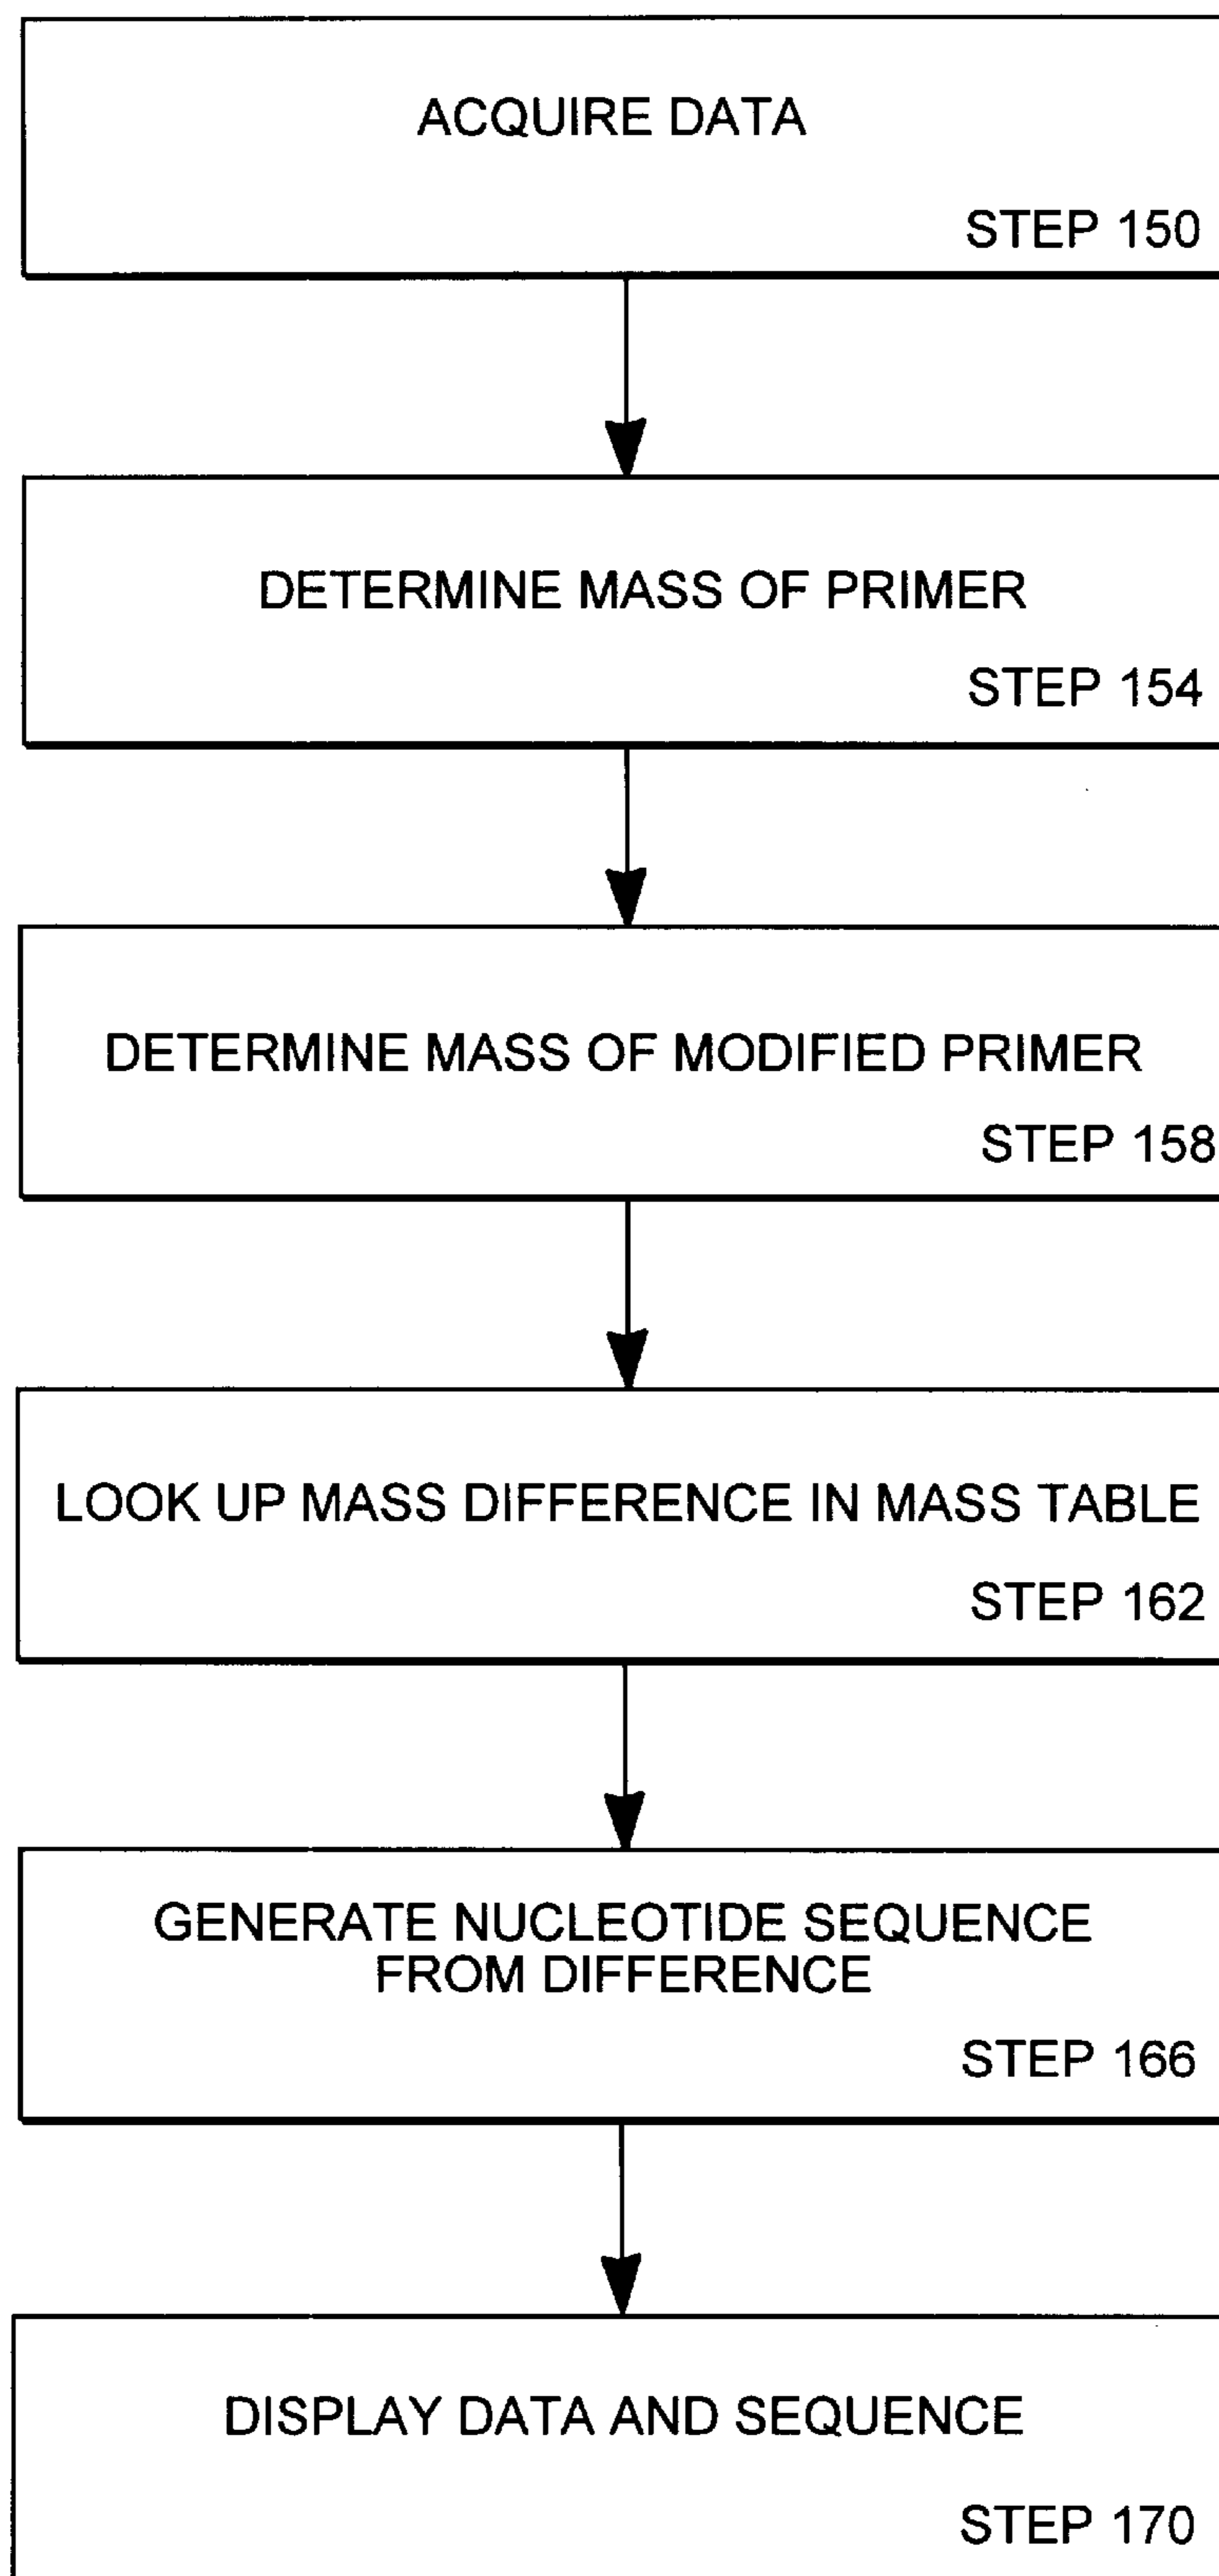 ACQUIRE DATA
STEP 150
DETERMINE MASS OF PRIMER
STEP 154
DETERMINE MASS OF MODIFIED PRIMER
STEP 158
LOOK UP MASS DIFFERENCE IN MASS TABLE
STEP 162
GENERATE NUCLEOTIDE SEQUENCE
FROM DIFFERENCE
STEP 166
DISPLAY DATA AND SEQUENCE
STEP 170